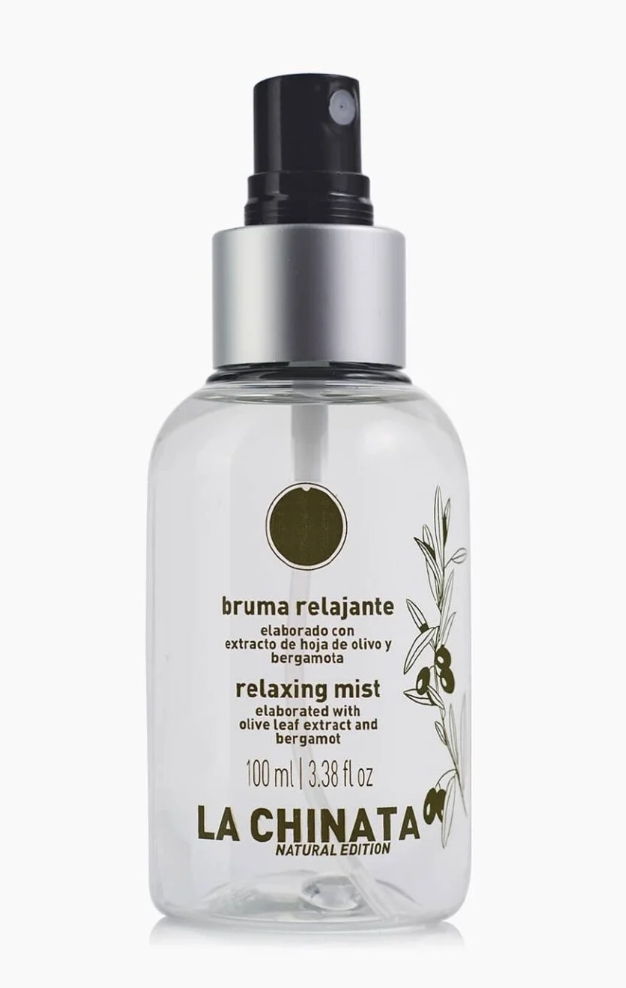 bruma relajante
elaborado con
extracto de hoja de olivo y
bergamota
relaxing mist
elaborated with
olive leaf extract and
bergamot
100 ml | 3.38 fl oz
LA CHINATA
NATURAL EDITION